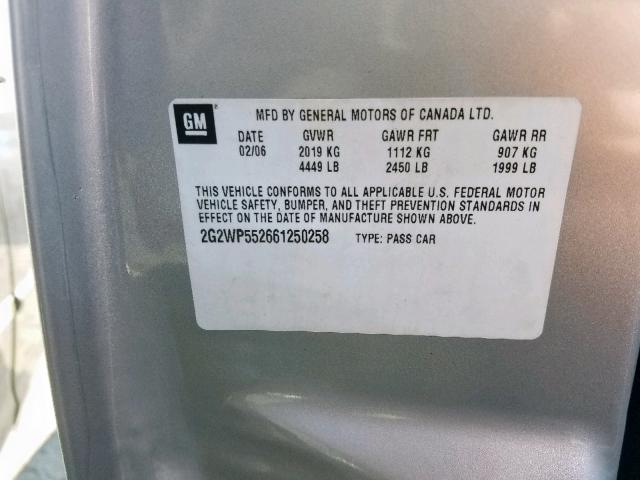 GM
MFD BY GENERAL MOTORS OF CANADA LTD.
DATE GVWR GAWR FRT GAWR RR
02/06 2019 KG 1112 KG 907 KG
4449 LB 2450 LB 1999 LB
THIS VEHICLE CONFORMS TO ALL APPLICABLE U.S. FEDERAL MOTOR
VEHICLE SAFETY, BUMPER, AND THEFT PREVENTION STANDARDS IN
EFFECT ON THE DATE OF MANUFACTURE SHOWN ABOVE.
2G2WP552661250258 TYPE: PASS CAR